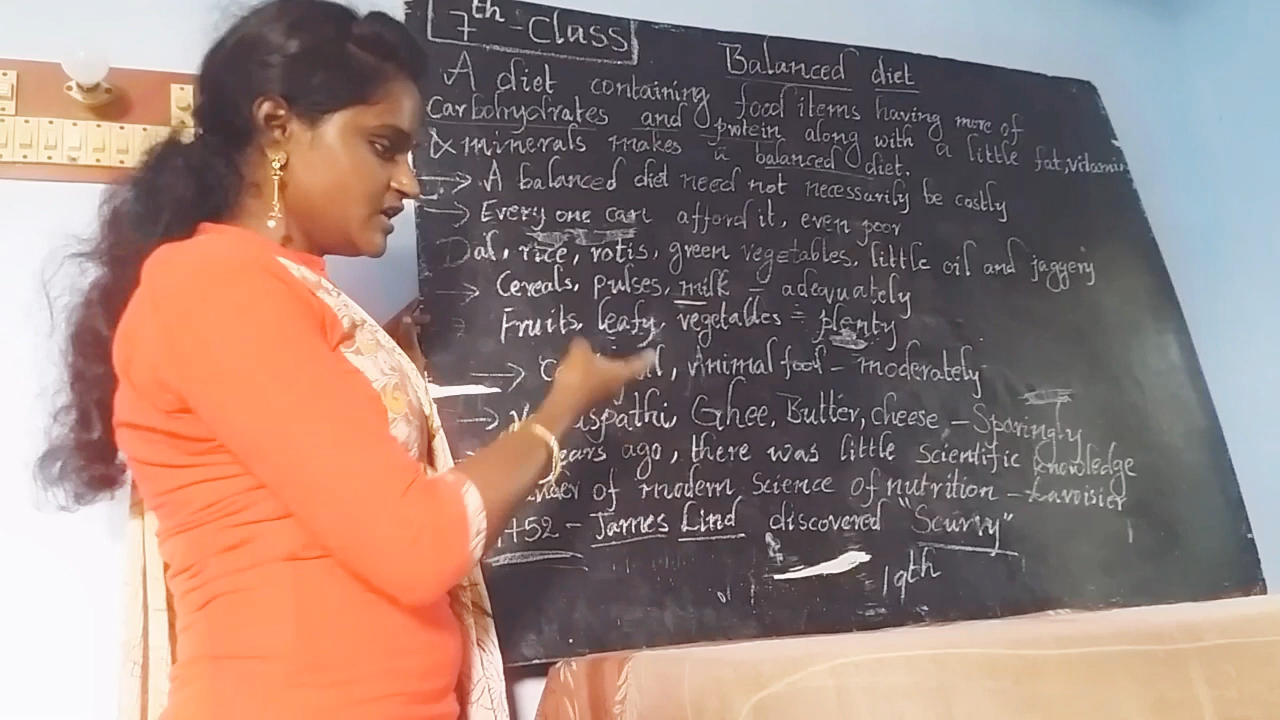 7th - Class
Balanced diet
A diet containing food items having more of
Carbohydrates and protein along with a little fat, vitamins
& minerals makes a balanced diet.
→ A balanced diet need not necessarily be costly
→ Every one can afford it, even poor
Dal, rice, rotis, green vegetables, little oil and jaggery
→ Cereals, pulses, milk - adequately
Fruits, leafy, vegetables = plenty
→ Animal food - moderately
→ Ghee, Butter, cheese - Sparingly
ears ago, there was little scientific knowledge
of modern science of nutrition - Lavoisier
52 - James Lind discovered "Scurvy"
19th